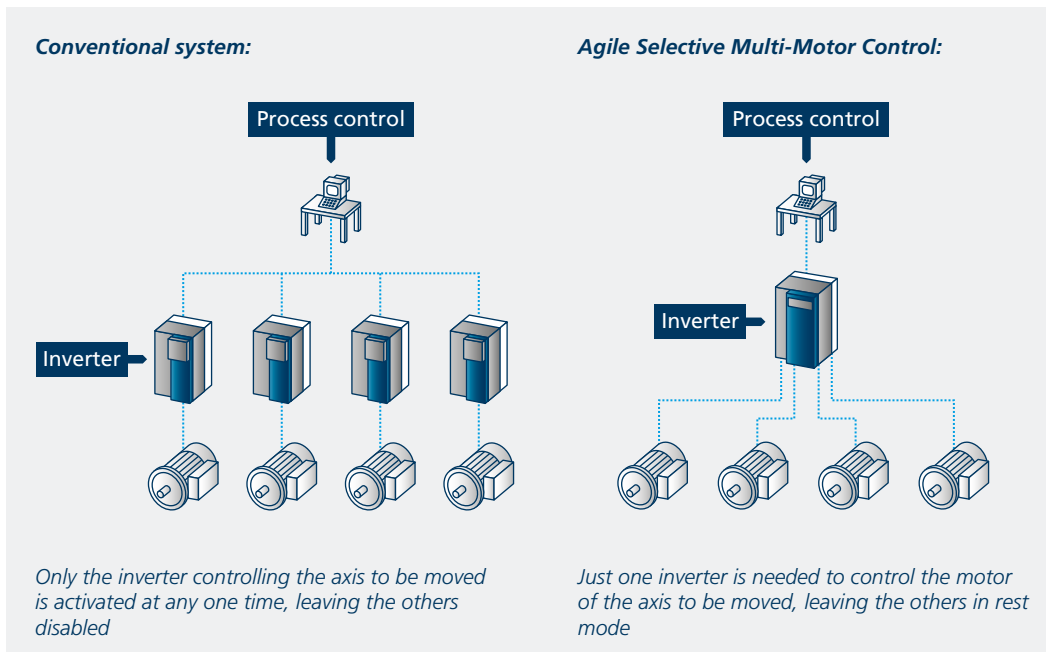 Conventional system:
Process control
Inverter
Only the inverter controlling the axis to be moved
is activated at any one time, leaving the others
disabled
Agile Selective Multi-Motor Control:
Process control
Inverter
Just one inverter is needed to control the motor
of the axis to be moved, leaving the others in rest
mode